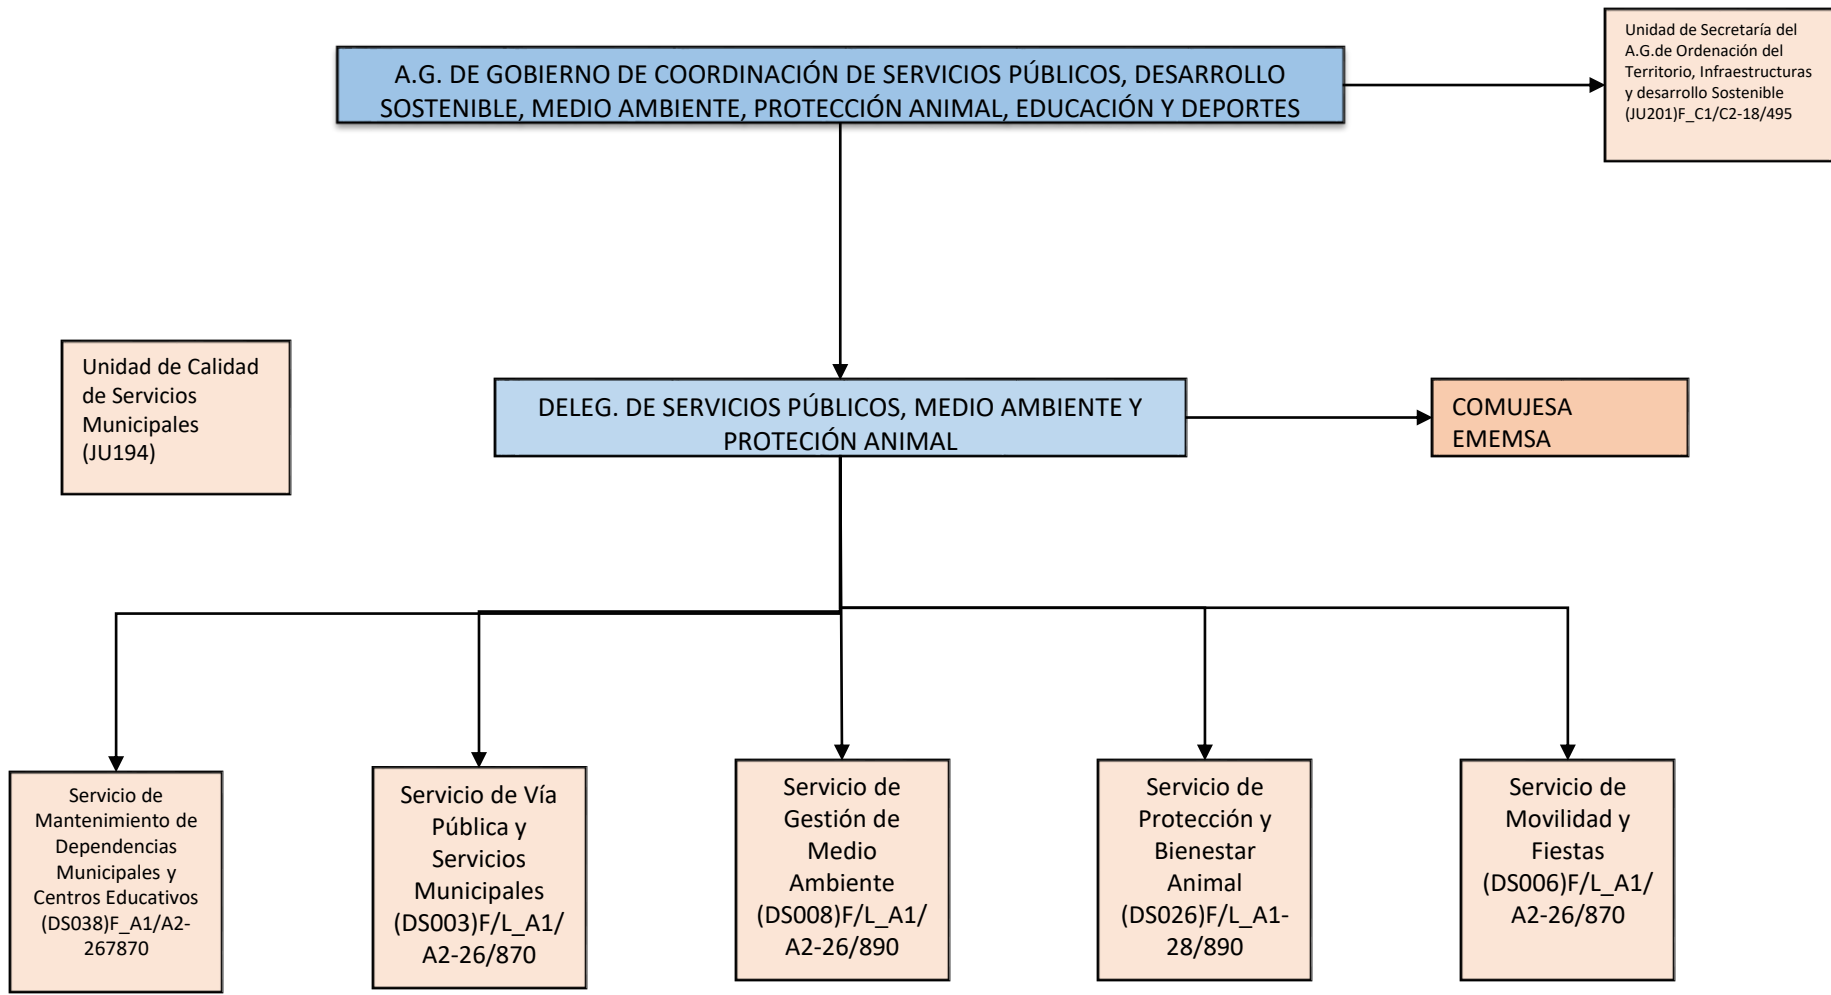 Unidad de Secretaría del
A.G.de Ordenación del
Territorio, Infraestructuras
y desarrollo Sostenible
(JU201)F_C1/C2-18/495
A.G. DE GOBIERNO DE COORDINACIÓN DE SERVICIOS PÚBLICOS, DESARROLLO
SOSTENIBLE, MEDIO AMBIENTE, PROTECCIÓN ANIMAL, EDUCACIÓN Y DEPORTES
Unidad de Calidad
de Servicios
Municipales
(JU194)
DELEG. DE SERVICIOS PÚBLICOS, MEDIO AMBIENTE Y
PROTECIÓN ANIMAL
COMUJESA
EMEMSA
Servicio de
Mantenimiento de
Dependencias
Municipales y
Centros Educativos
(DS038)F_A1/A2-
267870
Servicio de Vía
Pública y
Servicios
Municipales
(DS003)F/L_A1/
A2-26/870
Servicio de
Gestión de
Medio
Ambiente
(DS008)F/L_A1/
A2-26/890
Servicio de
Protección y
Bienestar
Animal
(DS026)F/L_A1-
28/890
Servicio de
Movilidad y
Fiestas
(DS006)F/L_A1/
A2-26/870